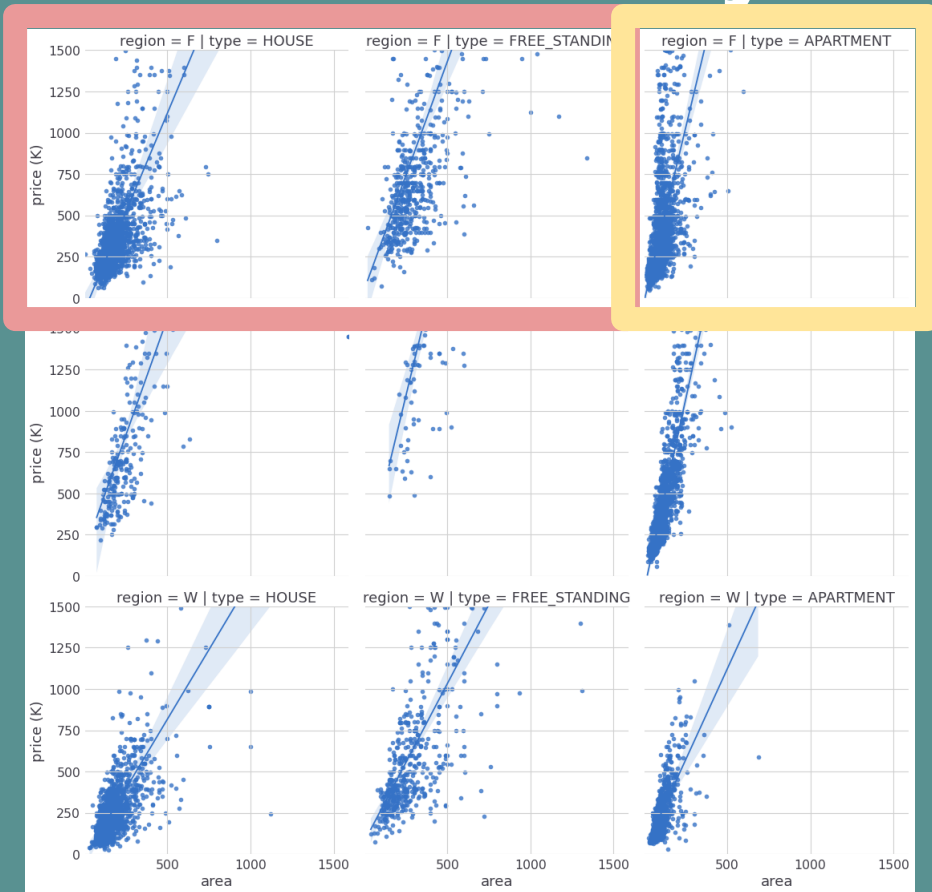 region = F | type = HOUSE
region = F | type = FREE_STANDIN
region = F | type = APARTMENT
1500
1250
1000
750
500
250
0
price (K)
1500
1250
1000
750
500
250
0
price (K)
region = W | type = HOUSE
region = W | type = FREE_STANDING
region = W | type = APARTMENT
1500
1250
1000
750
500
250
0
price (K)
500 1000 1500
500 1000 1500
500 1000 1500
area
area
area